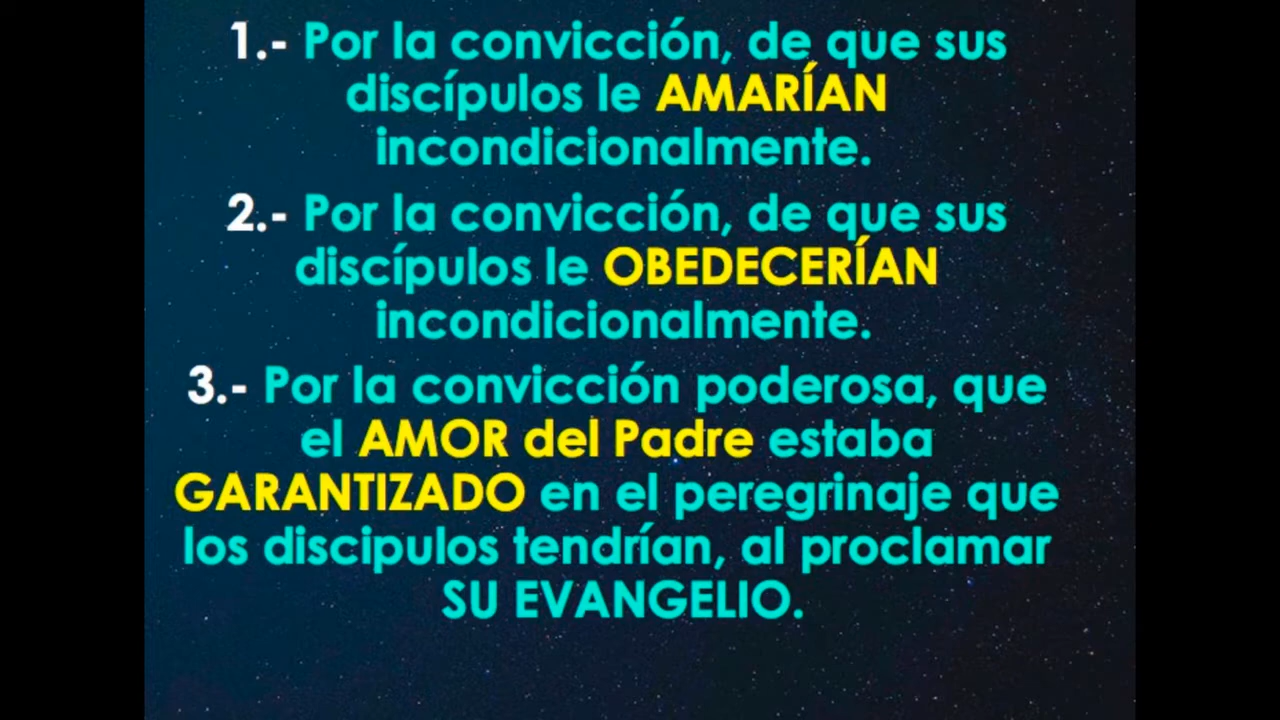 1.- Por la convicción, de que sus
discípulos le AMARÍAN
incondicionalmente.
2.- Por la convicción, de que sus
discípulos le OBEDECERÍAN
incondicionalmente.
3.- Por la convicción poderosa, que
el AMOR del Padre estaba
GARANTIZADO en el peregrinaje que
los discipulos tendrían, al proclamar
SU EVANGELIO.